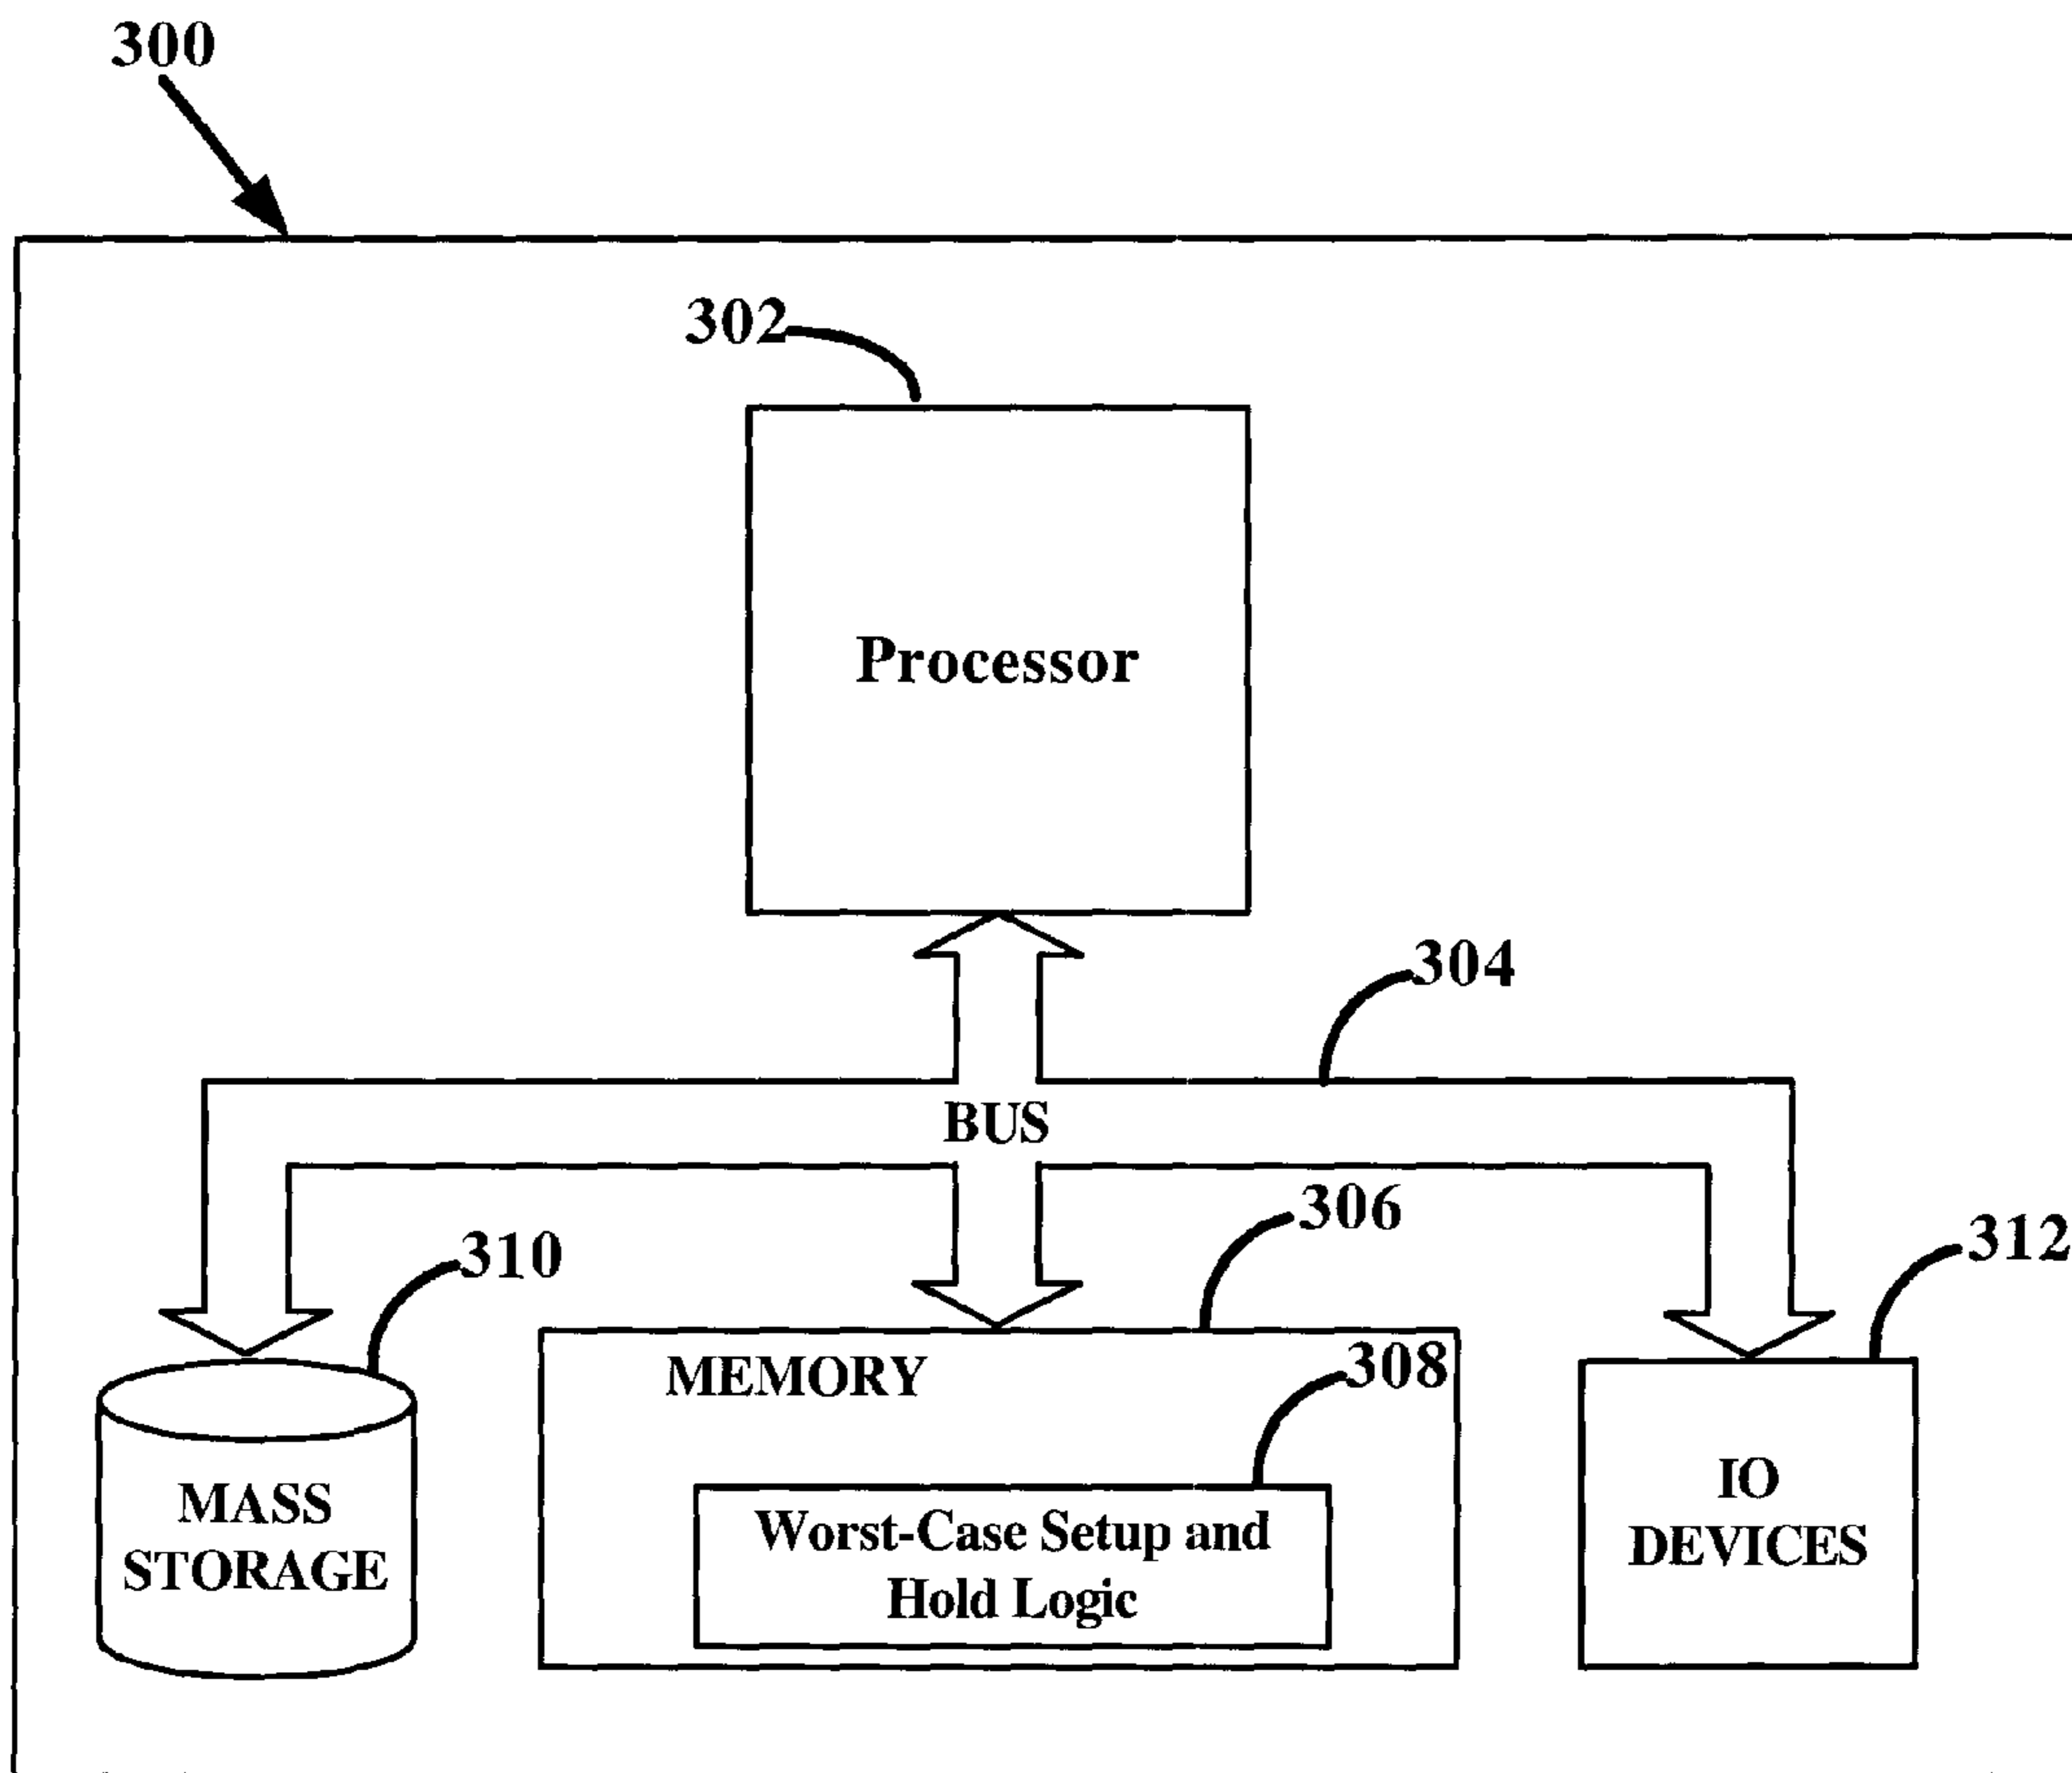 300
302
Processor
304
BUS
306
310
312
MEMORY
308
MASS
STORAGE
Worst-Case Setup and
Hold Logic
IO
DEVICES